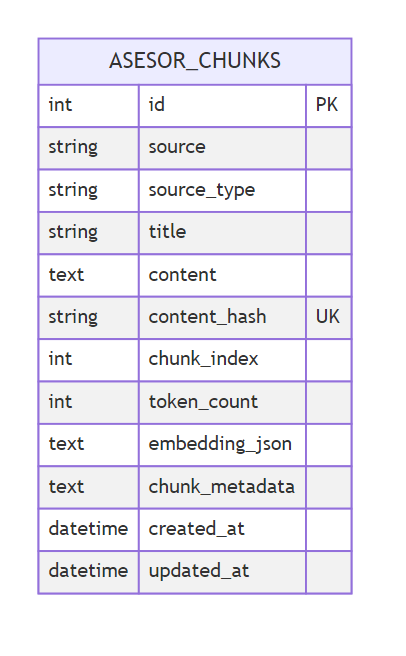 ASESOR_CHUNKS
int id PK
string source
string source_type
string title
text content
string content_hash UK
int chunk_index
int token_count
text embedding_json
text chunk_metadata
datetime created_at
datetime updated_at